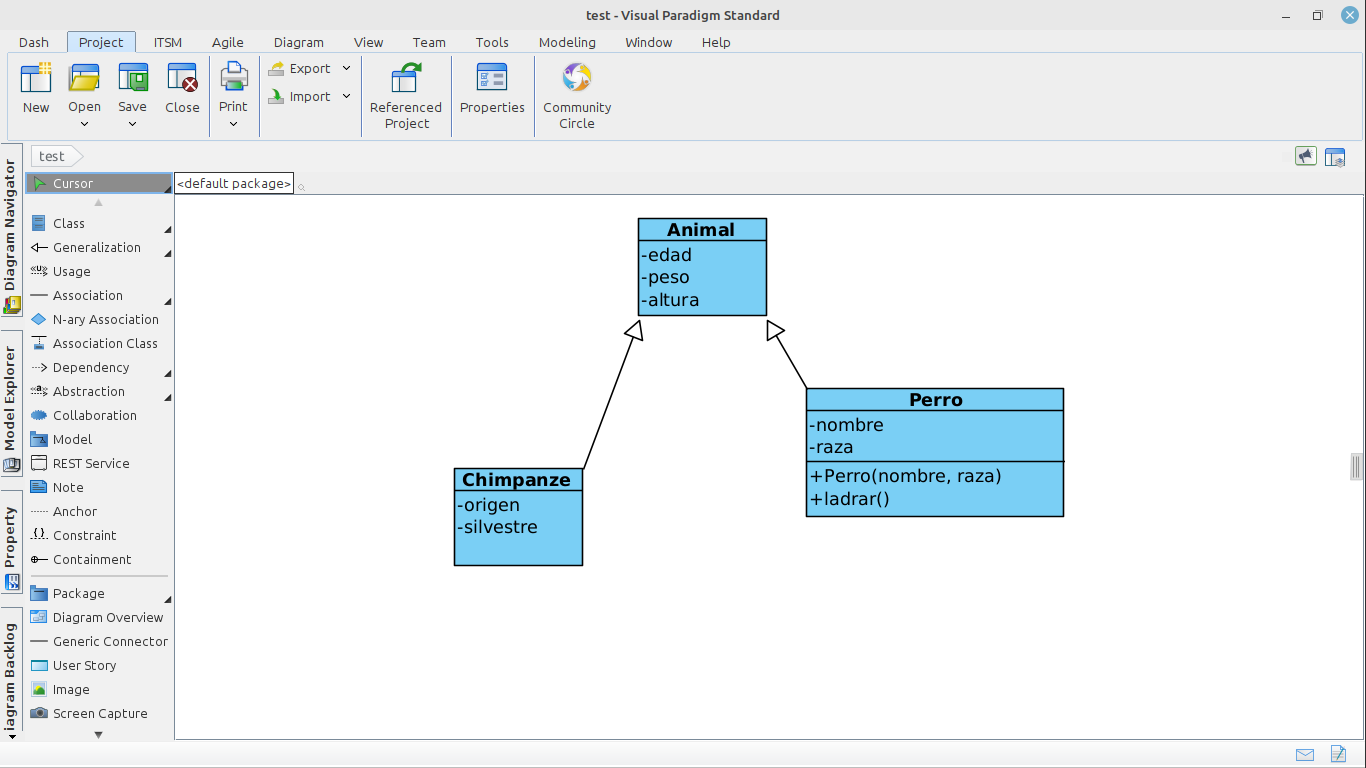 test - Visual Paradigm Standard
Dash Project ITSM Agile Diagram View Team Tools Modeling Window Help
New
Open
Save
Close
Print
Export
Import
Referenced
Project
Properties
Community
Circle
test
Diagram Navigator
Model Explorer
Property
iagram Backlog
Cursor
Class
Generalization
Usage
Association
N-ary Association
Association Class
Dependency
Abstraction
Collaboration
Model
REST Service
Note
Anchor
Constraint
Containment
Package
Diagram Overview
Generic Connector
User Story
Image
Screen Capture
<default package>
Animal
-edad
-peso
-altura
Chimpanze
-origen
-silvestre
Perro
-nombre
-raza
+Perro(nombre, raza)
+ladrar()